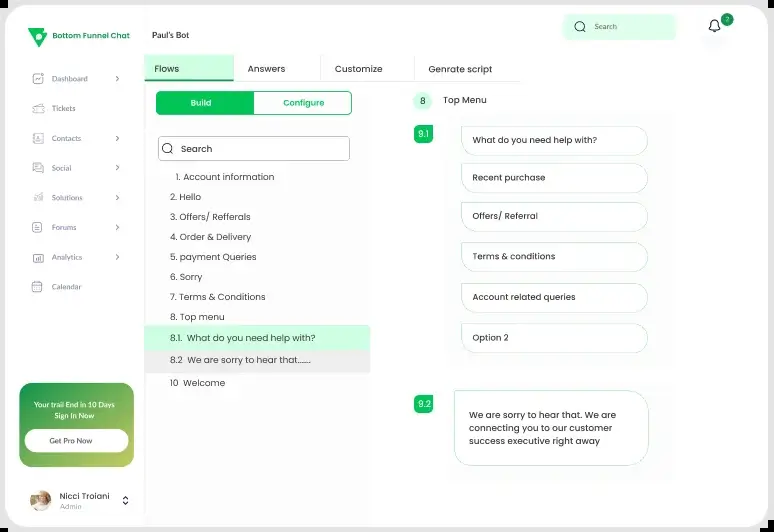 Bottom Funnel Chat
Paul's Bot
Search
2
Dashboard
Tickets
Contacts
Social
Solutions
Forums
Analytics
Calendar
Your trail End in 10 Days
Sign In Now
Get Pro Now
Nicci Troiani
Admin
Flows
Answers
Customize
Genrate script
Build
Configure
Search
1. Account information
2. Hello
3. Offers/ Refferals
4. Order & Delivery
5. payment Queries
6. Sorry
7. Terms & Conditions
8. Top menu
8.1. What do you need help with?
8.2 We are sorry to hear that.......
10 Welcome
8 Top Menu
9.1
What do you need help with?
Recent purchase
Offers/ Referral
Terms & conditions
Account related queries
Option 2
9.2
We are sorry to hear that. We are
connecting you to our customer
success executive right away